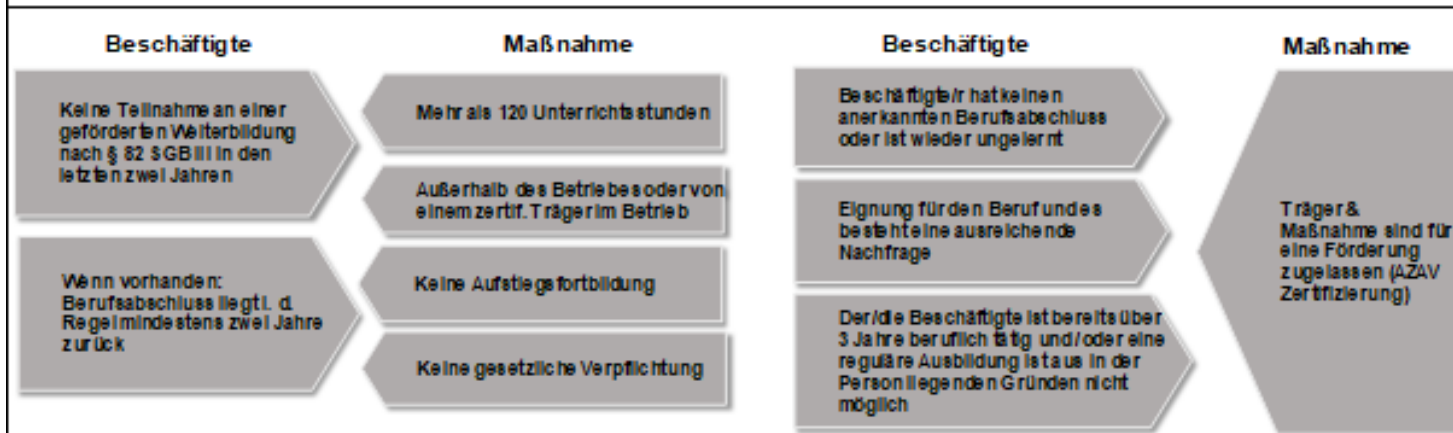 Beschäftigte
Keine Teilnahme an einer
geförderten Weiterbildung
nach § 82 SGB III in den
letzten zwei Jahren
Wenn vorhanden:
Berufsabschluss liegt i. d.
Regel mindestens zwei Jahre
zurück
Maßnahme
Mehr als 120 Unterrichtsstunden
Außerhalb des Betriebes oder von
einem zertif. Träger im Betrieb
Keine Aufstiegsfortbildung
Keine gesetzliche Verpflichtung
Beschäftigte
Beschäftigte/r hat keinen
anerkannten Berufsabschluss
oder ist wieder ungelernt
Eignung für den Beruf und es
besteht eine ausreichende
Nachfrage
Der/die Beschäftigte ist bereits über
3 Jahre beruflich tätig und/oder eine
reguläre Ausbildung ist aus in der
Person liegenden Gründen nicht
möglich
Maßnahme
Träger &
Maßnahme sind für
eine Förderung
zugelassen (AZAV
Zertifizierung)